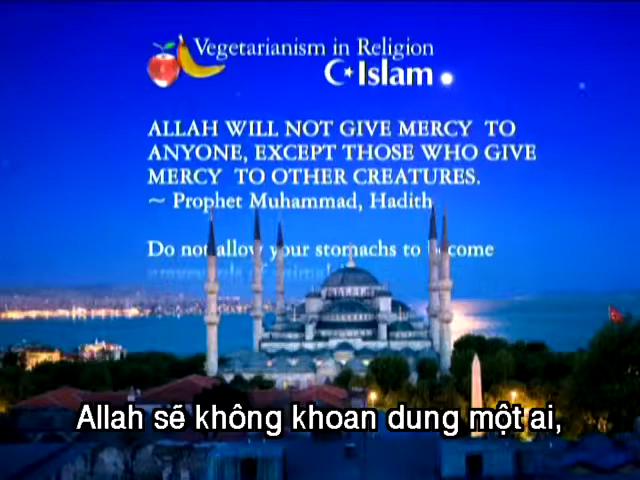 Vegetarianism in Religion
Islam
ALLAH WILL NOT GIVE MERCY TO
ANYONE, EXCEPT THOSE WHO GIVE
MERCY TO OTHER CREATURES.
~ Prophet Muhammad, Hadith
Do not allow your stomachs to become
Allah sẽ không khoan dung một ai,